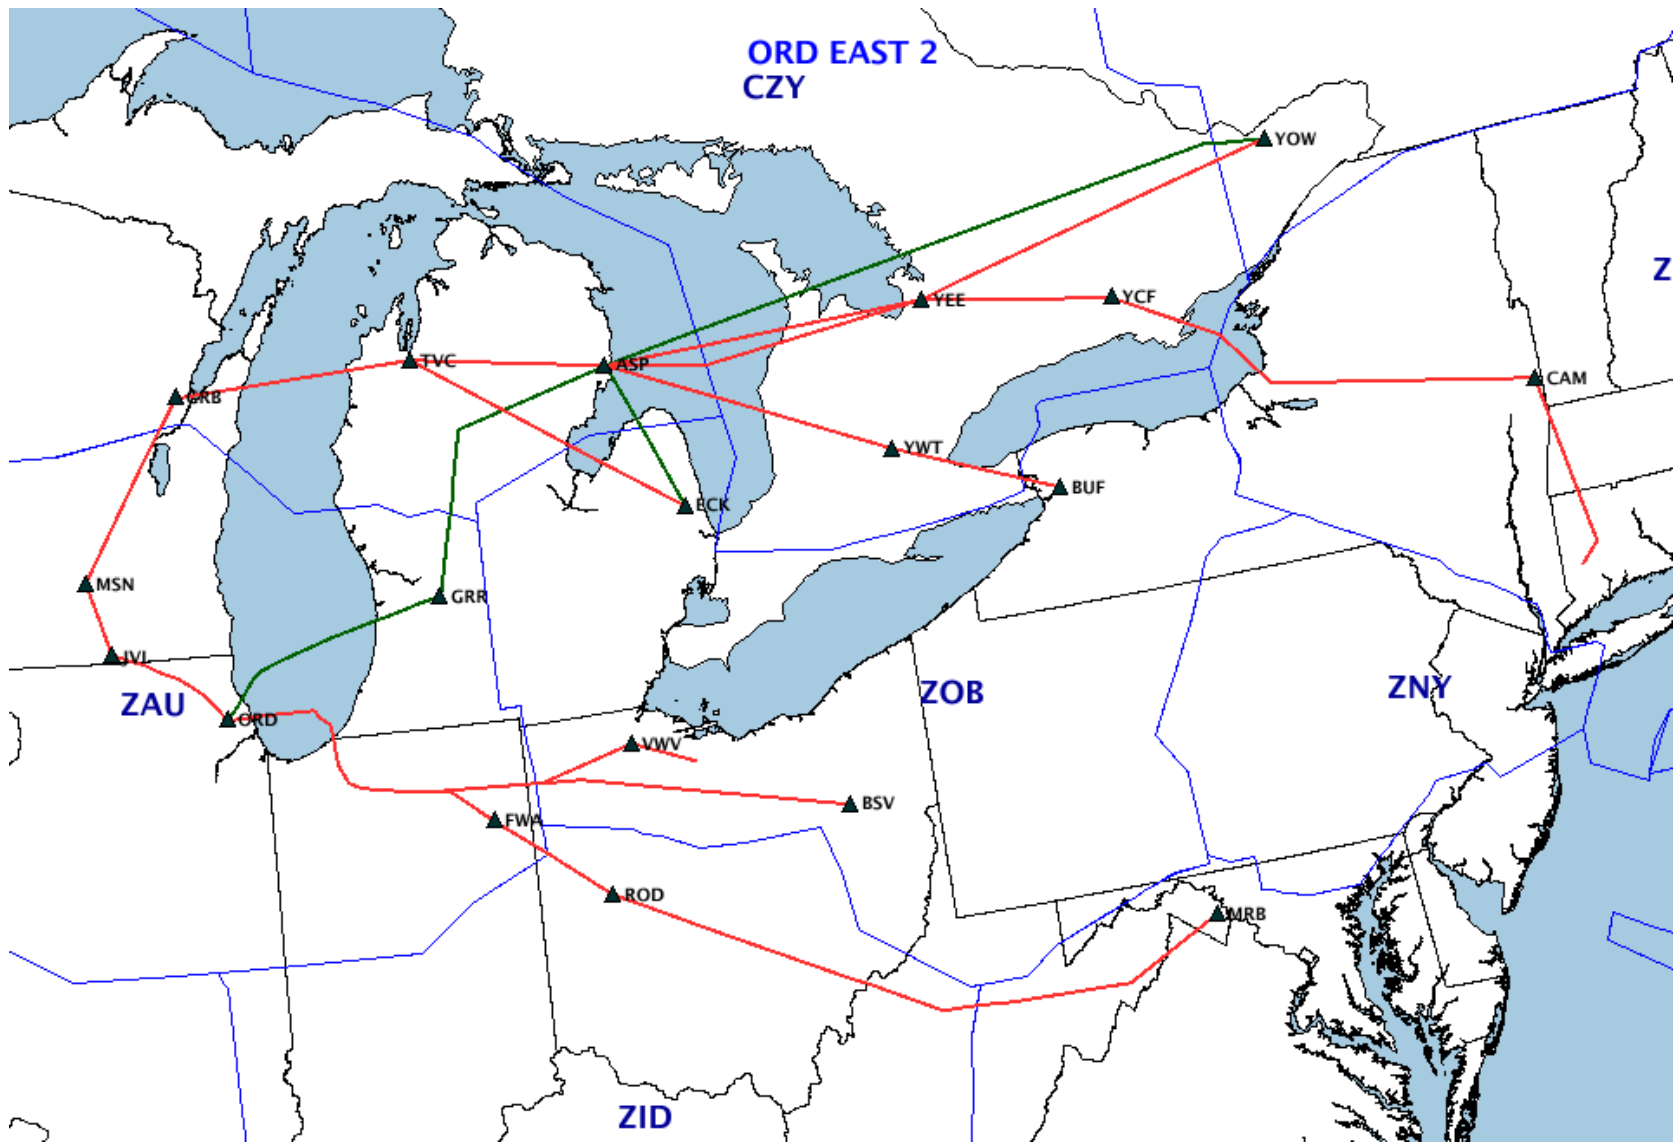 ORD EAST 2
CZY
YOW
Z
YEE
YCF
TVC
ASP
CAM
GRB
YWT
BUF
ECK
MSN
GRR
JVL
ZAU
ZOB
ZNY
ORD
VWV
BSV
FWA
ROD
MRB
ZID